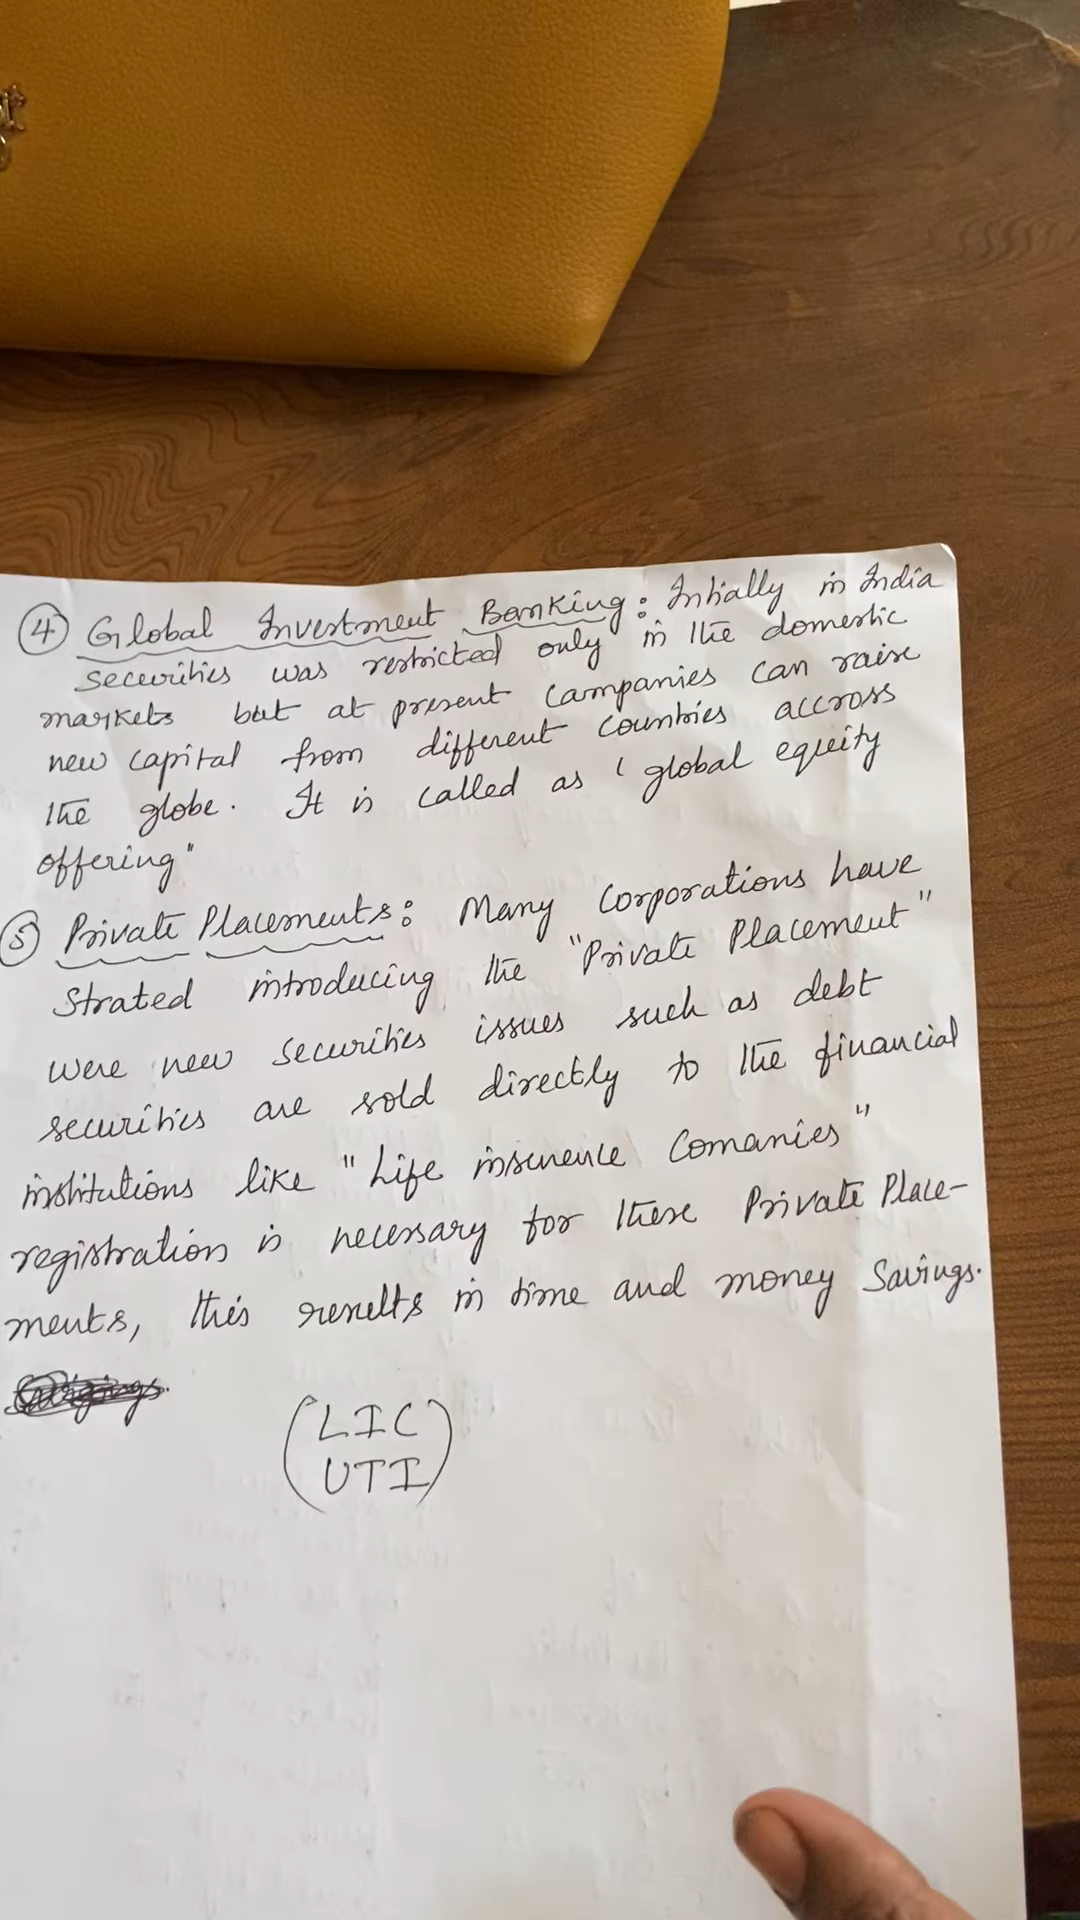 ④ Global Investment Banking: Intially in India
securities was restricted only in the domestic
markets but at present Campanies can raise
new capital from different countries accross
the globe. It is called as ‘ global equity
offering"
⑤ Private Placements: Many Corporations have
Strated introducing the "Private Placement"
were new securities issues such as debt
securities are sold directly to the financial
institutions like "Life insurence Comanies"
registration is necessary for these Private Place-
ments, this results in time and money Savings.
(LIC
UTI)